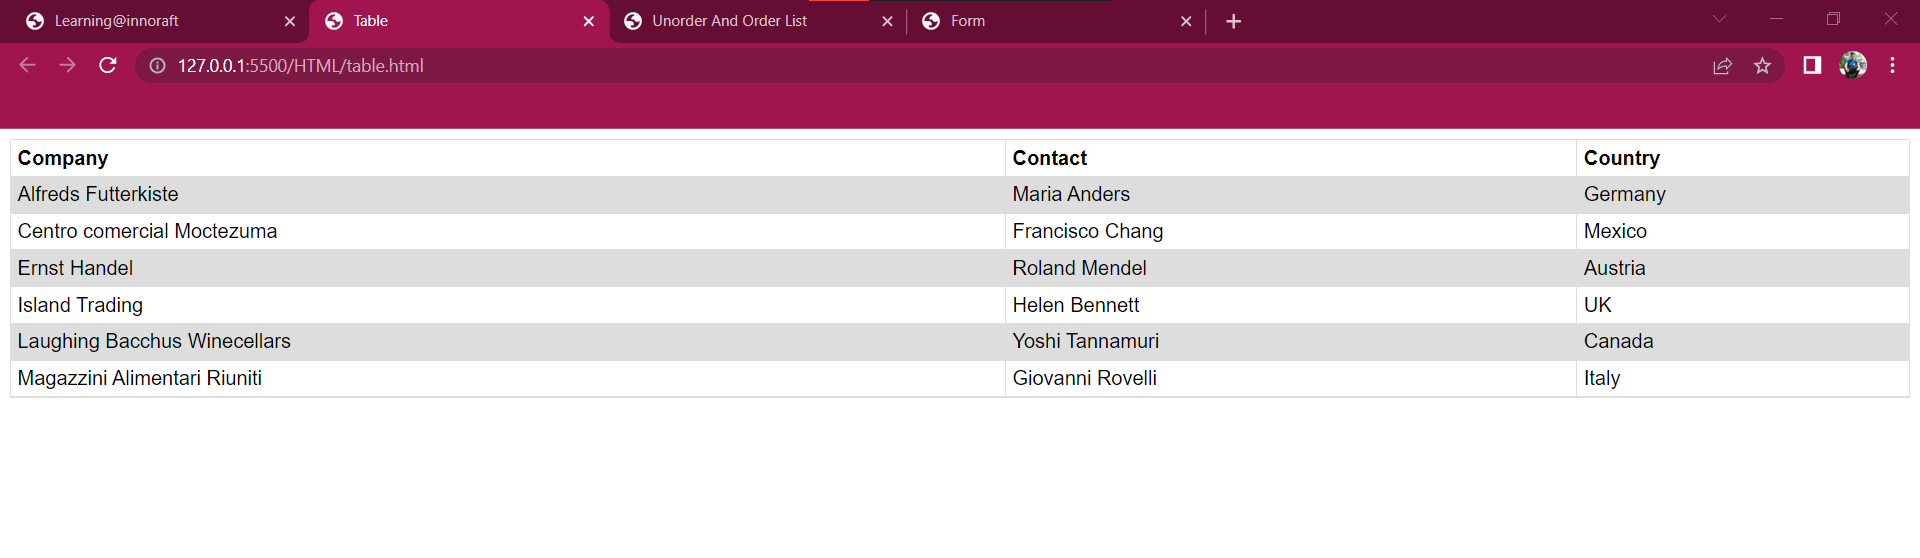 Learning@innoraft Table Unorder And Order List Form
127.0.0.1:5500/HTML/table.html
Company Contact Country
Alfreds Futterkiste Maria Anders Germany
Centro comercial Moctezuma Francisco Chang Mexico
Ernst Handel Roland Mendel Austria
Island Trading Helen Bennett UK
Laughing Bacchus Winecellars Yoshi Tannamuri Canada
Magazzini Alimentari Riuniti Giovanni Rovelli Italy